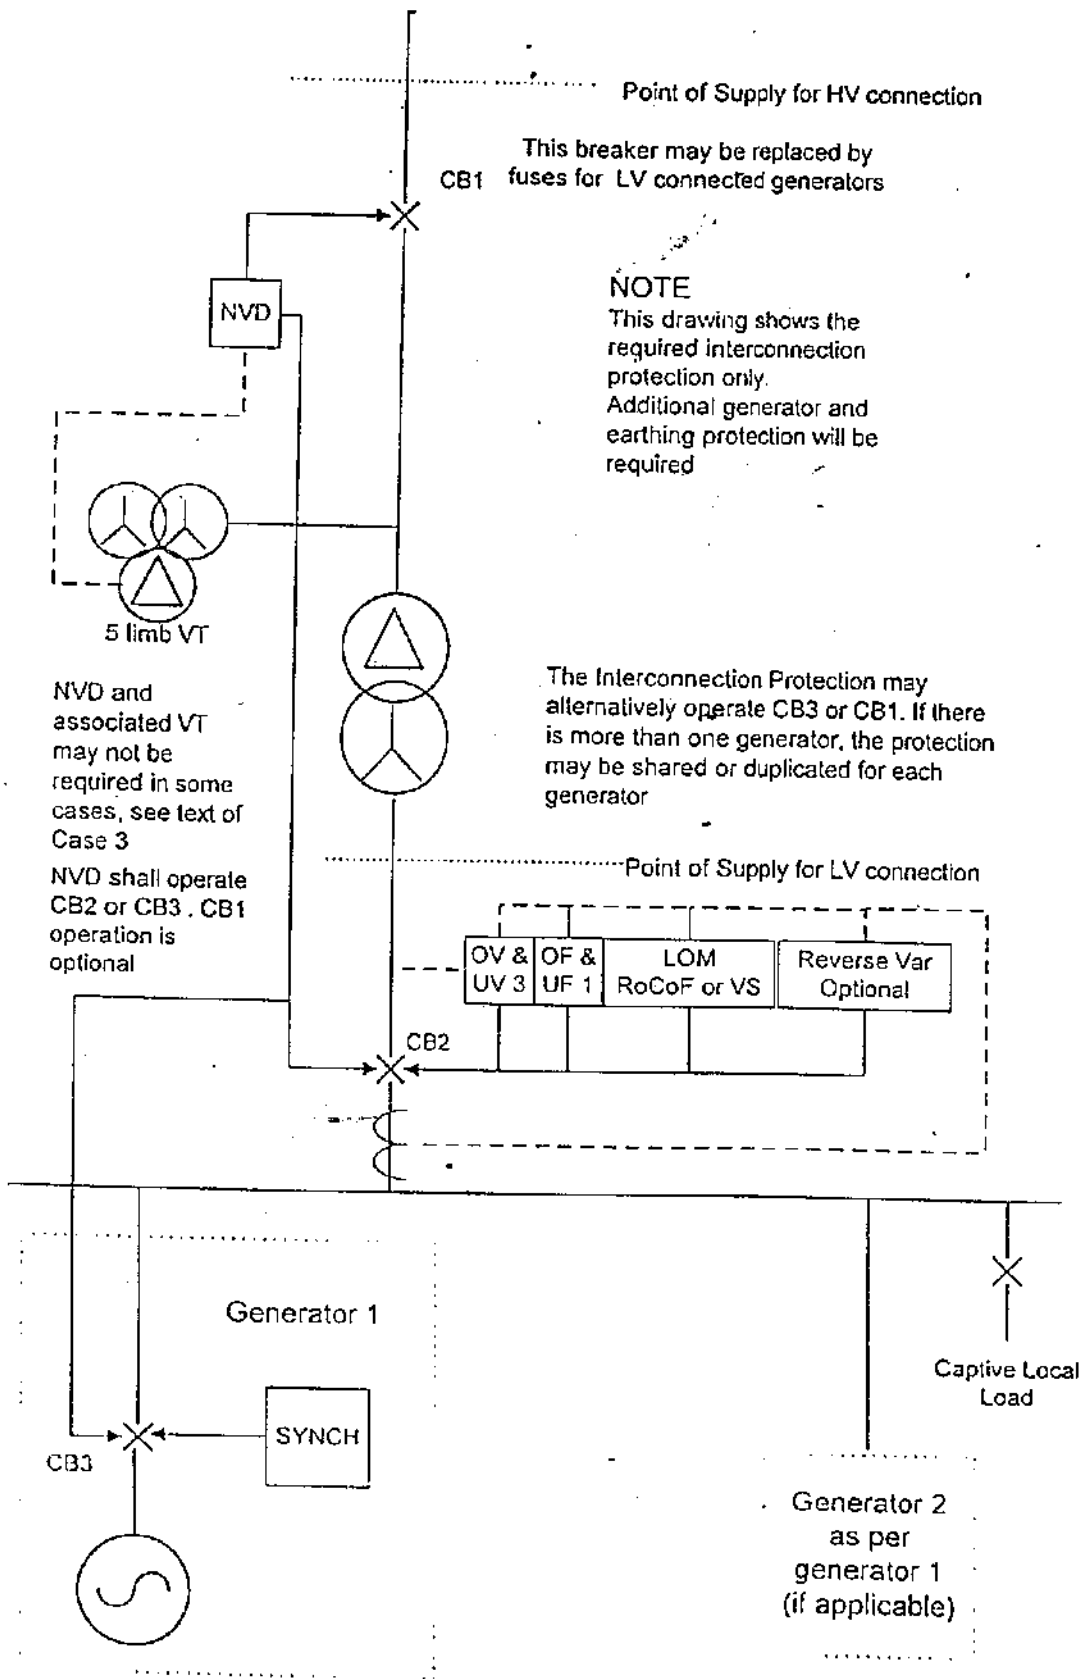 Point of Supply for HV connection
This breaker may be replaced by
CB1 fuses for LV connected generators
NVD
NOTE
This drawing shows the
required interconnection
protection only.
Additional generator and
earthing protection will be
required
5 limb VT
NVD and
associated VT
may not be
required in some
cases, see text of
Case 3
NVD shall operate
CB2 or CB3 . CB1
operation is
optional
The Interconnection Protection may
alternatively operate CB3 or CB1. If there
is more than one generator, the protection
may be shared or duplicated for each
generator
Point of Supply for LV connection
OV &
UV 3
OF &
UF 1
LOM
RoCoF or VS
Reverse Var
Optional
CB2
Generator 1
SYNCH
CB3
Captive Local
Load
Generator 2
as per
generator 1
(if applicable)